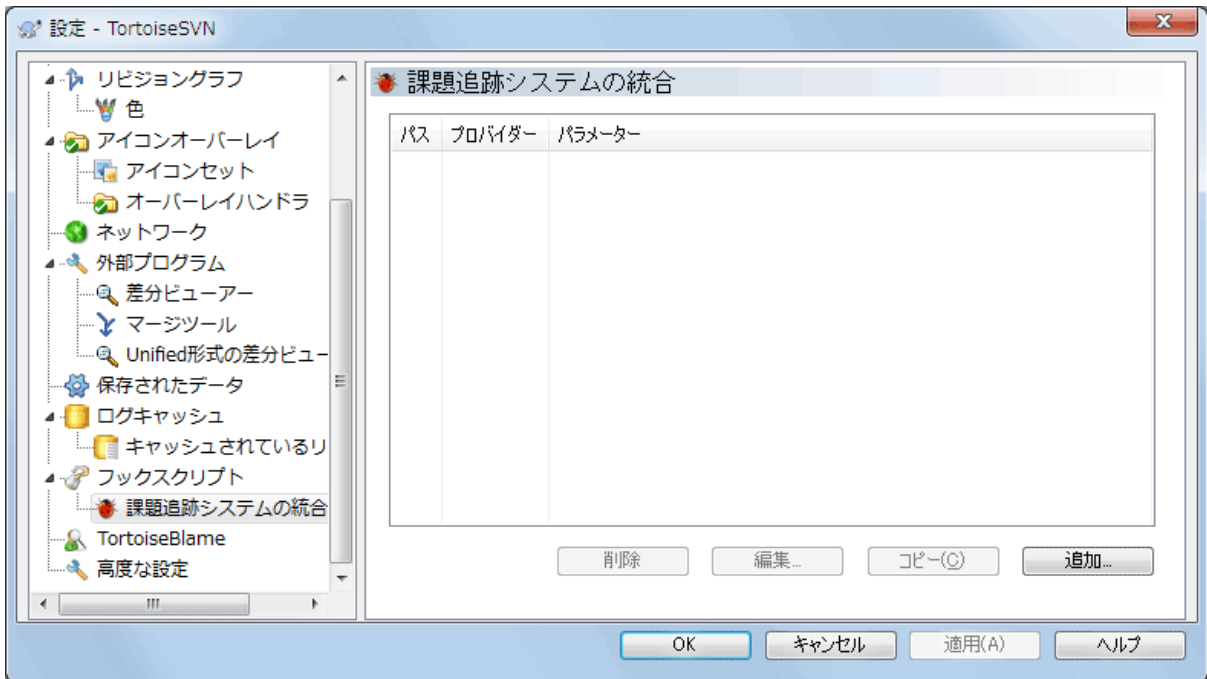 設定 - TortoiseSVN
リビジョングラフ
色
アイコンオーバーレイ
アイコンセット
オーバーレイハンドラ
ネットワーク
外部プログラム
差分ビューアー
マージツール
Unified形式の差分ビュー
保存されたデータ
ログキャッシュ
キャッシュされているリ
フックスクリプト
課題追跡システムの統合
TortoiseBlame
高度な設定
課題追跡システムの統合
パス プロバイダー パラメーター
削除 編集... コピー(C) 追加...
OK キャンセル 適用(A) ヘルプ